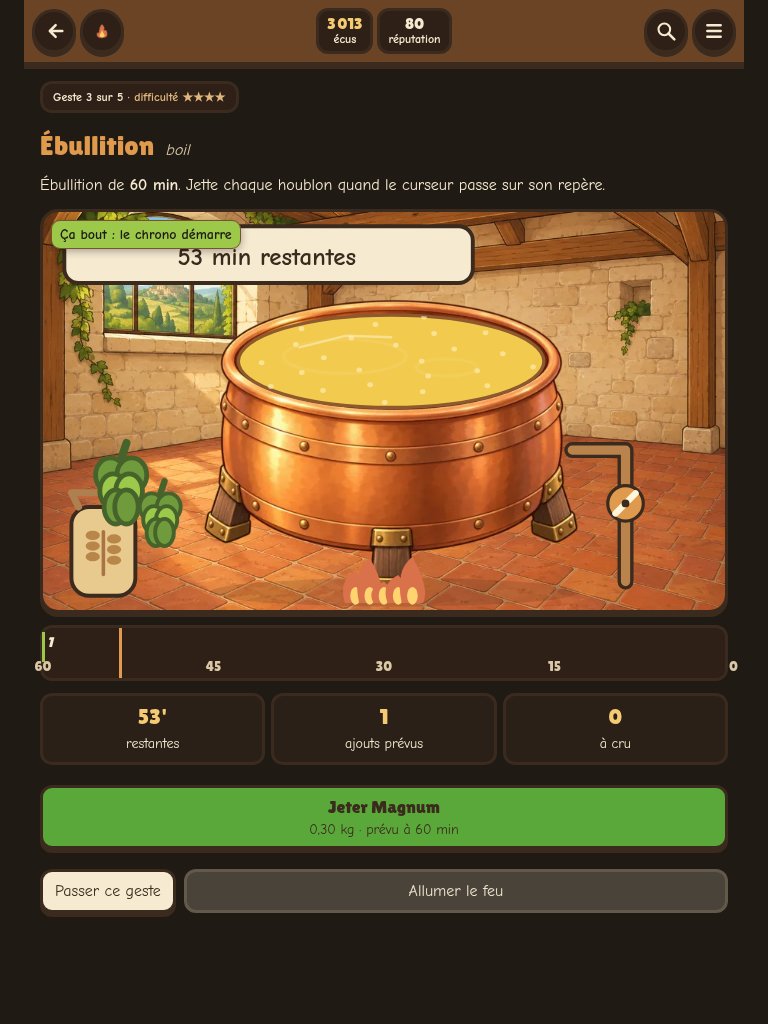 3 013
écus
80
réputation
Geste 3 sur 5 · difficulté ★★★★
Ébullition boil
Ébullition de 60 min. Jette chaque houblon quand le curseur passe sur son repère.
Ça bout : le chrono démarre
53 min restantes
1
60 45 30 15 0
53'
restantes
1
ajouts prévus
0
à cru
Jeter Magnum
0,30 kg · prévu à 60 min
Passer ce geste
Allumer le feu